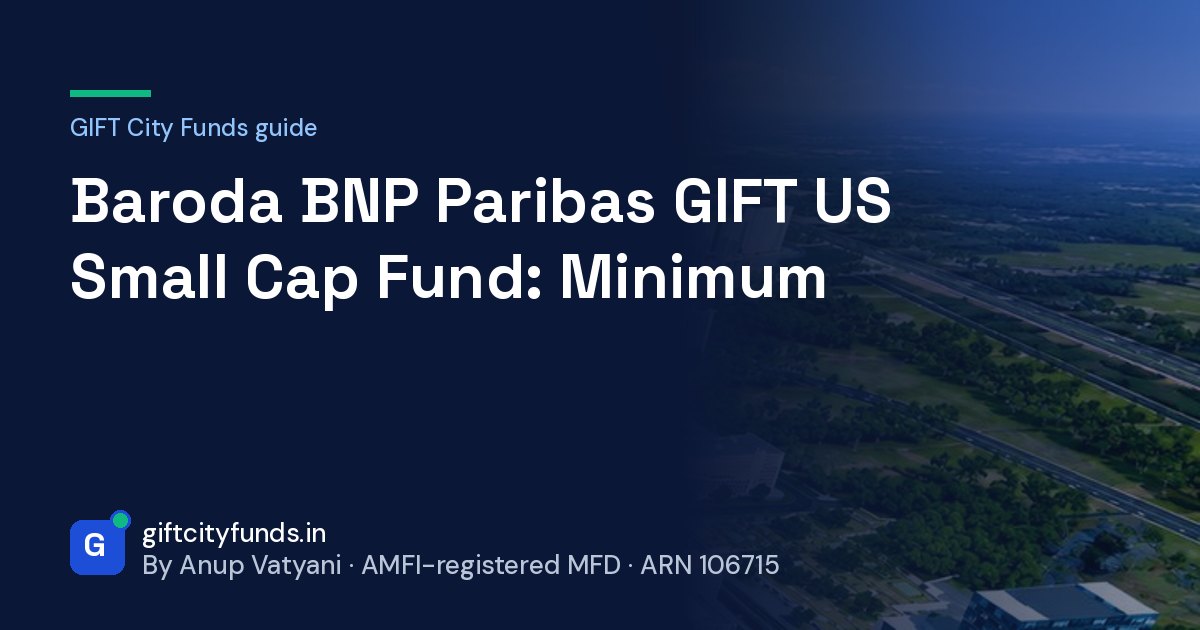 GIFT City Funds guide
Baroda BNP Paribas GIFT US
Small Cap Fund: Minimum
G
giftcityfunds.in
By Anup Vatyani · AMFI-registered MFD · ARN 106715